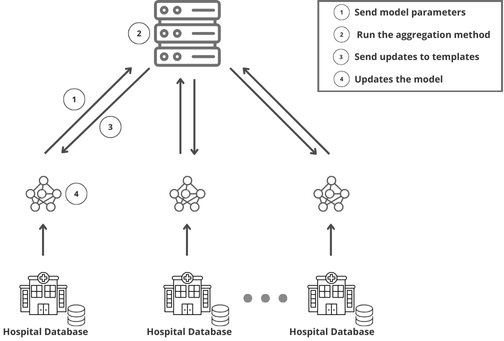 1 Send model parameters
2 2 Run the aggregation method
3 Send updates to templates
4 Updates the model
1
3
4
Hospital Database Hospital Database Hospital Database